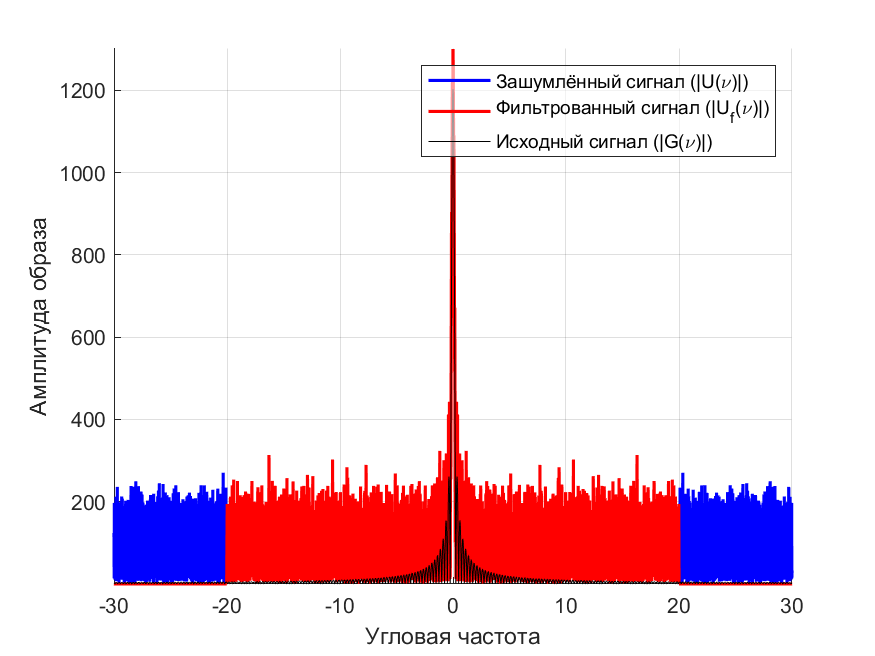 Зашумлённый сигнал (|U(ν)|)
Фильтрованный сигнал (|U_f(ν)|)
Исходный сигнал (|G(ν)|)
1200
1000
800
600
400
200
Амплитуда образа
-30 -20 -10 0 10 20 30
Угловая частота